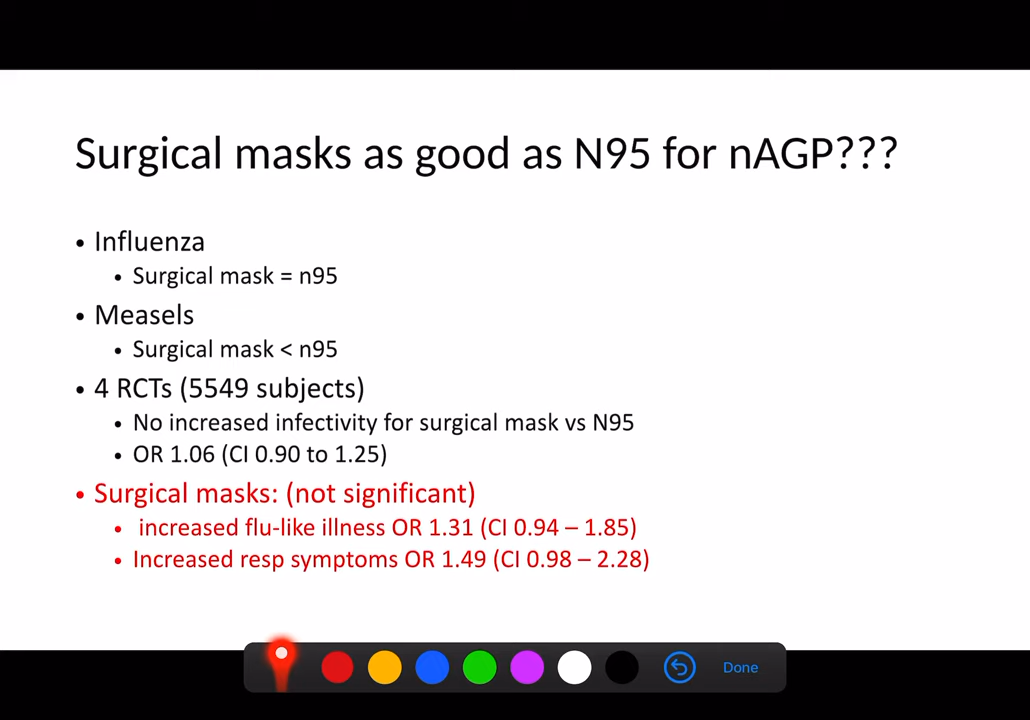 Surgical masks as good as N95 for nAGP???
• Influenza
• Surgical mask = n95
• Measels
• Surgical mask < n95
• 4 RCTs (5549 subjects)
• No increased infectivity for surgical mask vs N95
• OR 1.06 (CI 0.90 to 1.25)
• Surgical masks: (not significant)
• increased flu-like illness OR 1.31 (CI 0.94 – 1.85)
• Increased resp symptoms OR 1.49 (CI 0.98 – 2.28)
Done